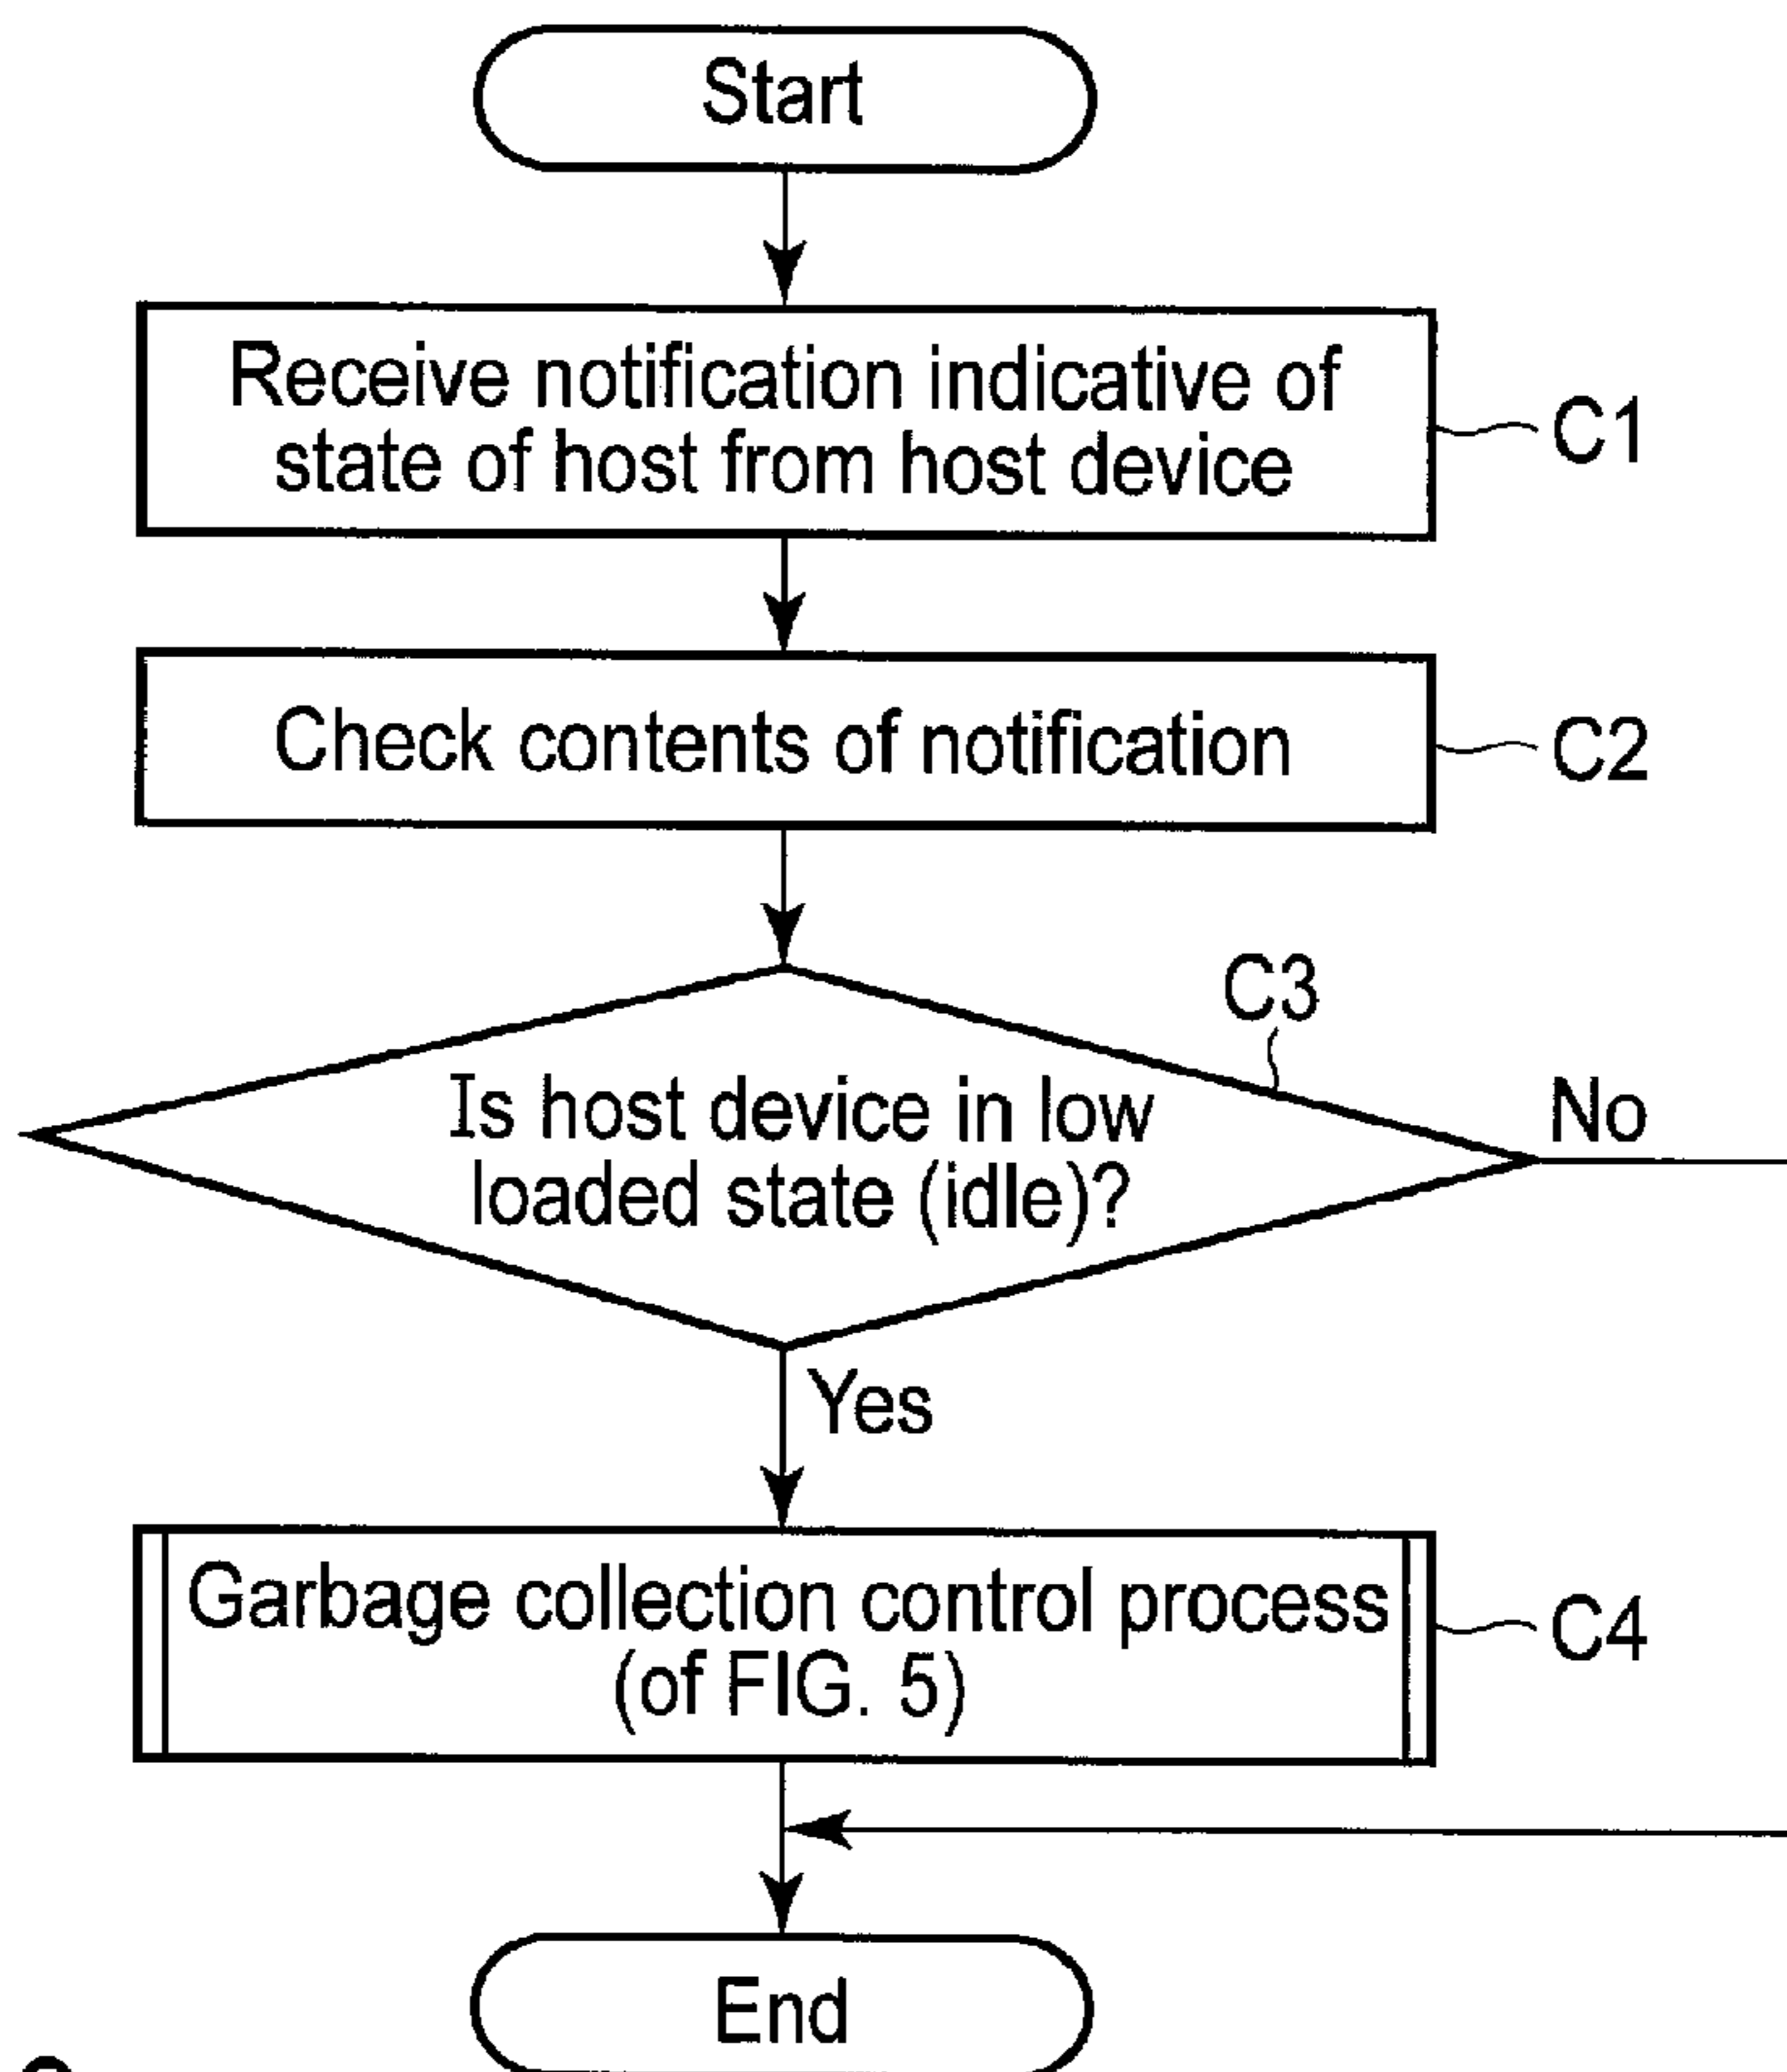 Start
Receive notification indicative of
state of host from host device
C1
Check contents of notification
C2
C3
Is host device in low
loaded state (idle)?
No
Yes
Garbage collection control process
(of FIG. 5)
C4
End